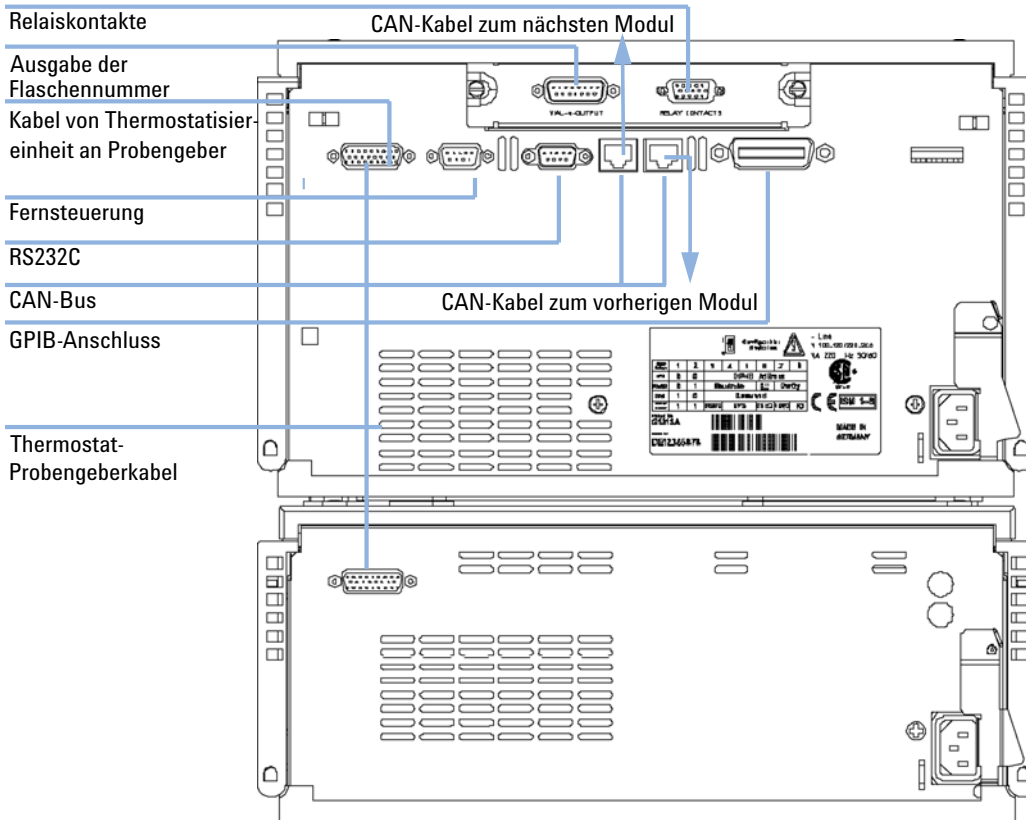 Relaiskontakte
CAN-Kabel zum nächsten Modul
Ausgabe der
Flaschennummer
Kabel von Thermostatisier-
einheit an Probengeber
RELAY CONTACTS
Fernsteuerung
RS232C
CAN-Bus
CAN-Kabel zum vorherigen Modul
GPIB-Anschluss
MADE IN
GERMANY
Thermostat-
Probengeberkabel